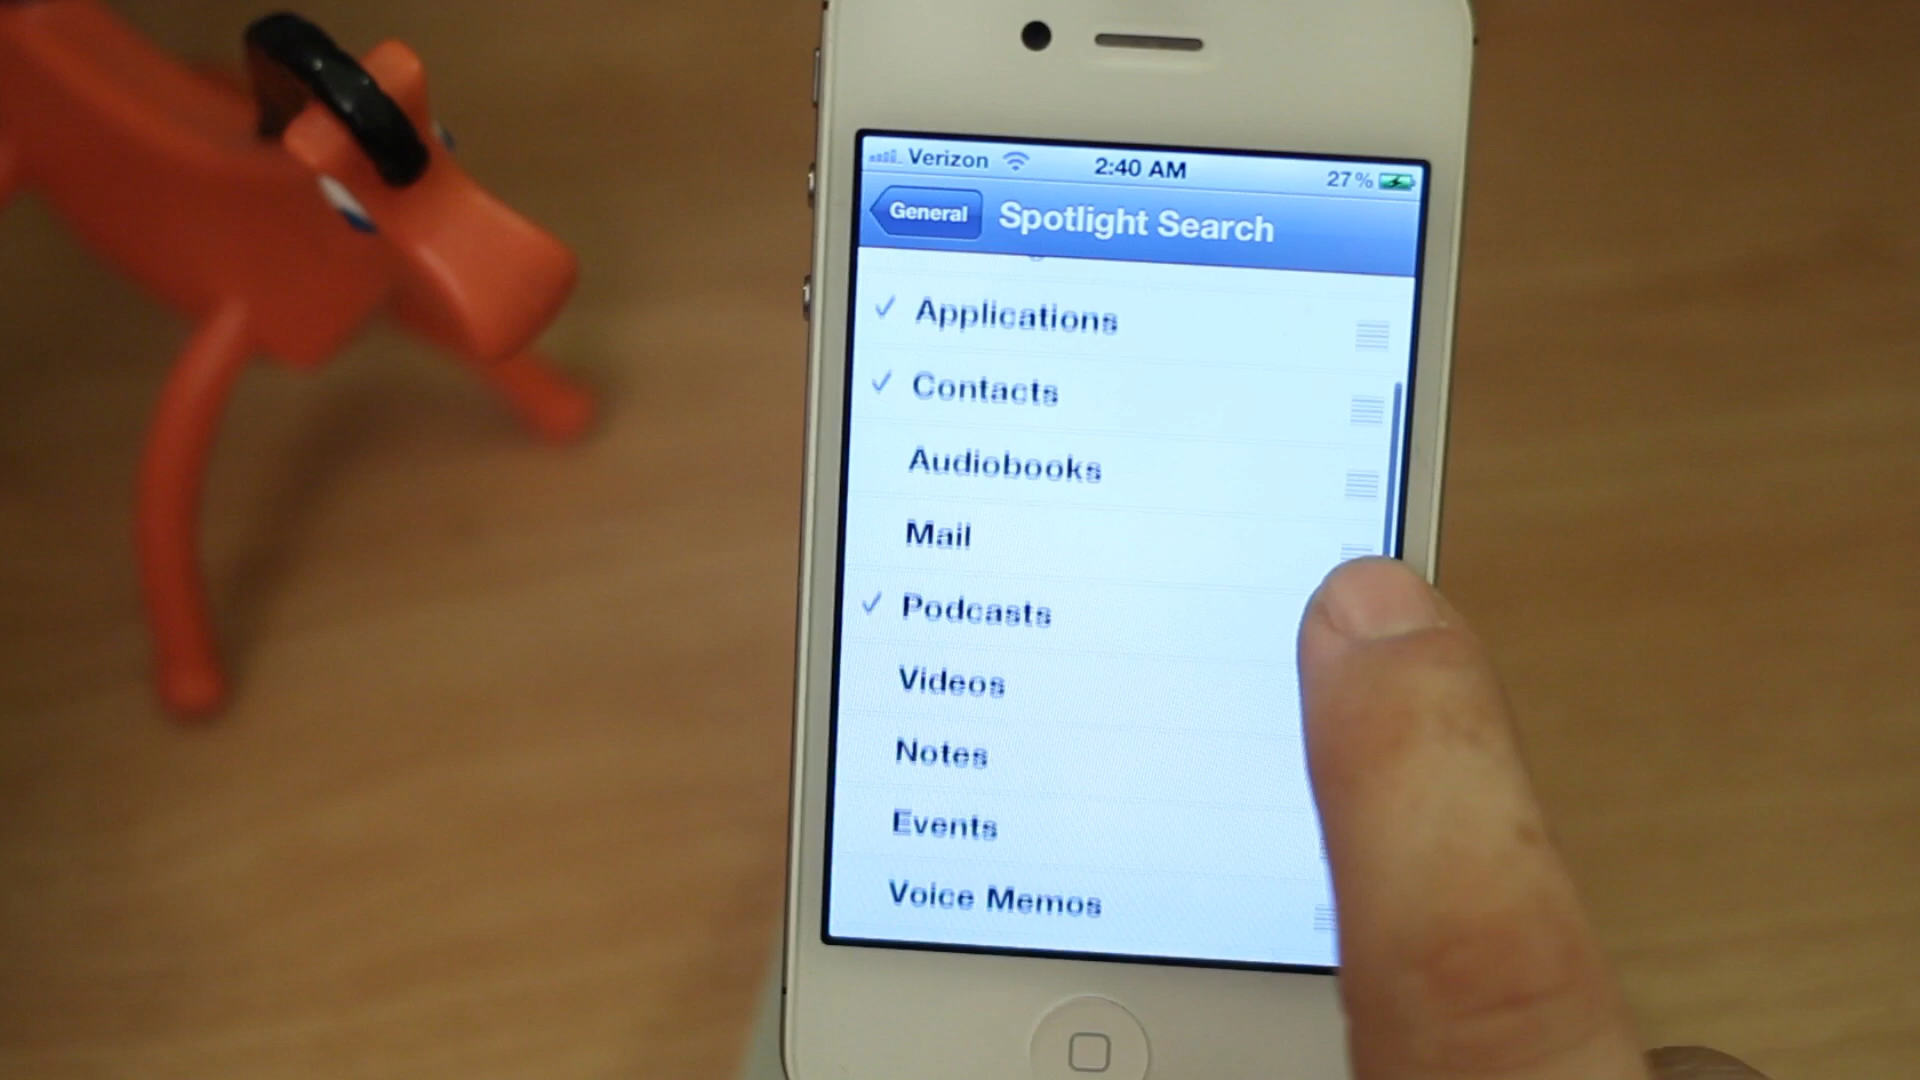 Verizon 2:40 AM 27%
General Spotlight Search
Applications
Contacts
Audiobooks
Mail
Podcasts
Videos
Notes
Events
Voice Memos